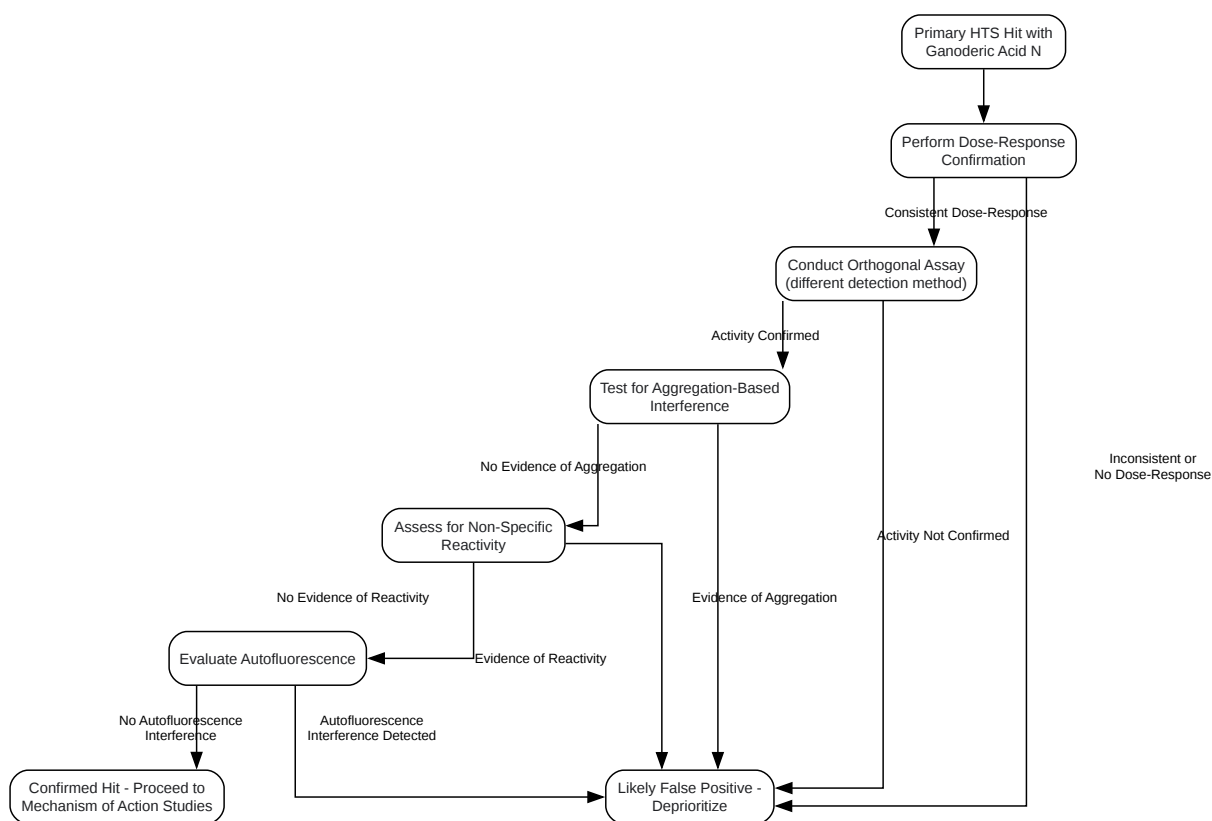 Primary HTS Hit with
Ganoderic Acid N
Perform Dose-Response
Confirmation
Consistent Dose-Response
Conduct Orthogonal Assay
(different detection method)
Activity Confirmed
Test for Aggregation-Based
Interference
No Evidence of Aggregation
Inconsistent or
No Dose-Response
Assess for Non-Specific
Reactivity
Activity Not Confirmed
No Evidence of Reactivity
Evidence of Aggregation
Evaluate Autofluorescence
Evidence of Reactivity
No Autofluorescence
Interference
Autofluorescence
Interference Detected
Confirmed Hit - Proceed to
Mechanism of Action Studies
Likely False Positive -
Deprioritize